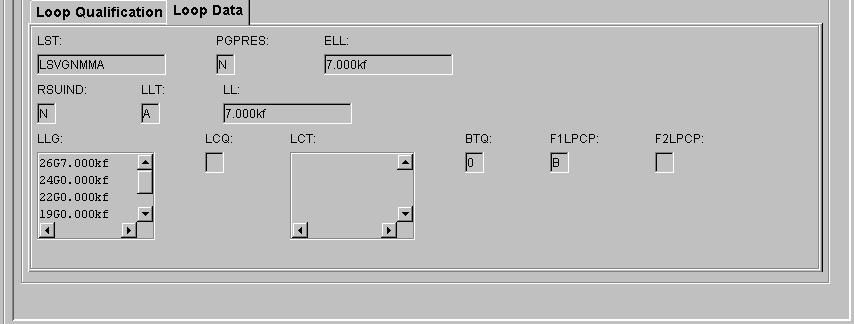 Loop Qualification Loop Data
LST: PGPRES: ELL:
LSVGNMMA N 7.000kf
RSUIND: LLT: LL:
N A 7.000kf
LLG: LCQ: LCT: BTQ: F1LPCP: F2LPCP:
26G7.000kf 0 B
24G0.000kf
22G0.000kf
19G0.000kf